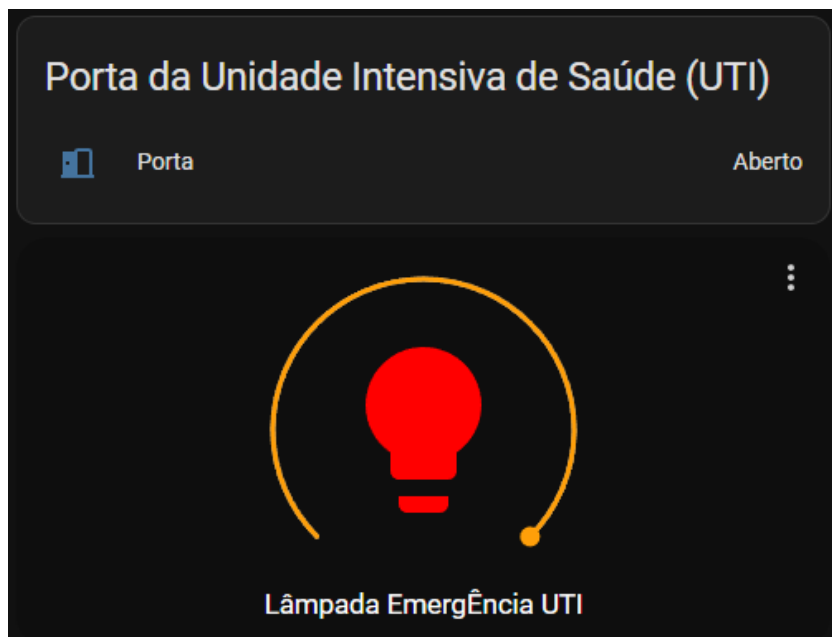 Porta da Unidade Intensiva de Saúde (UTI)
Porta Aberto
Lâmpada EmergÊncia UTI